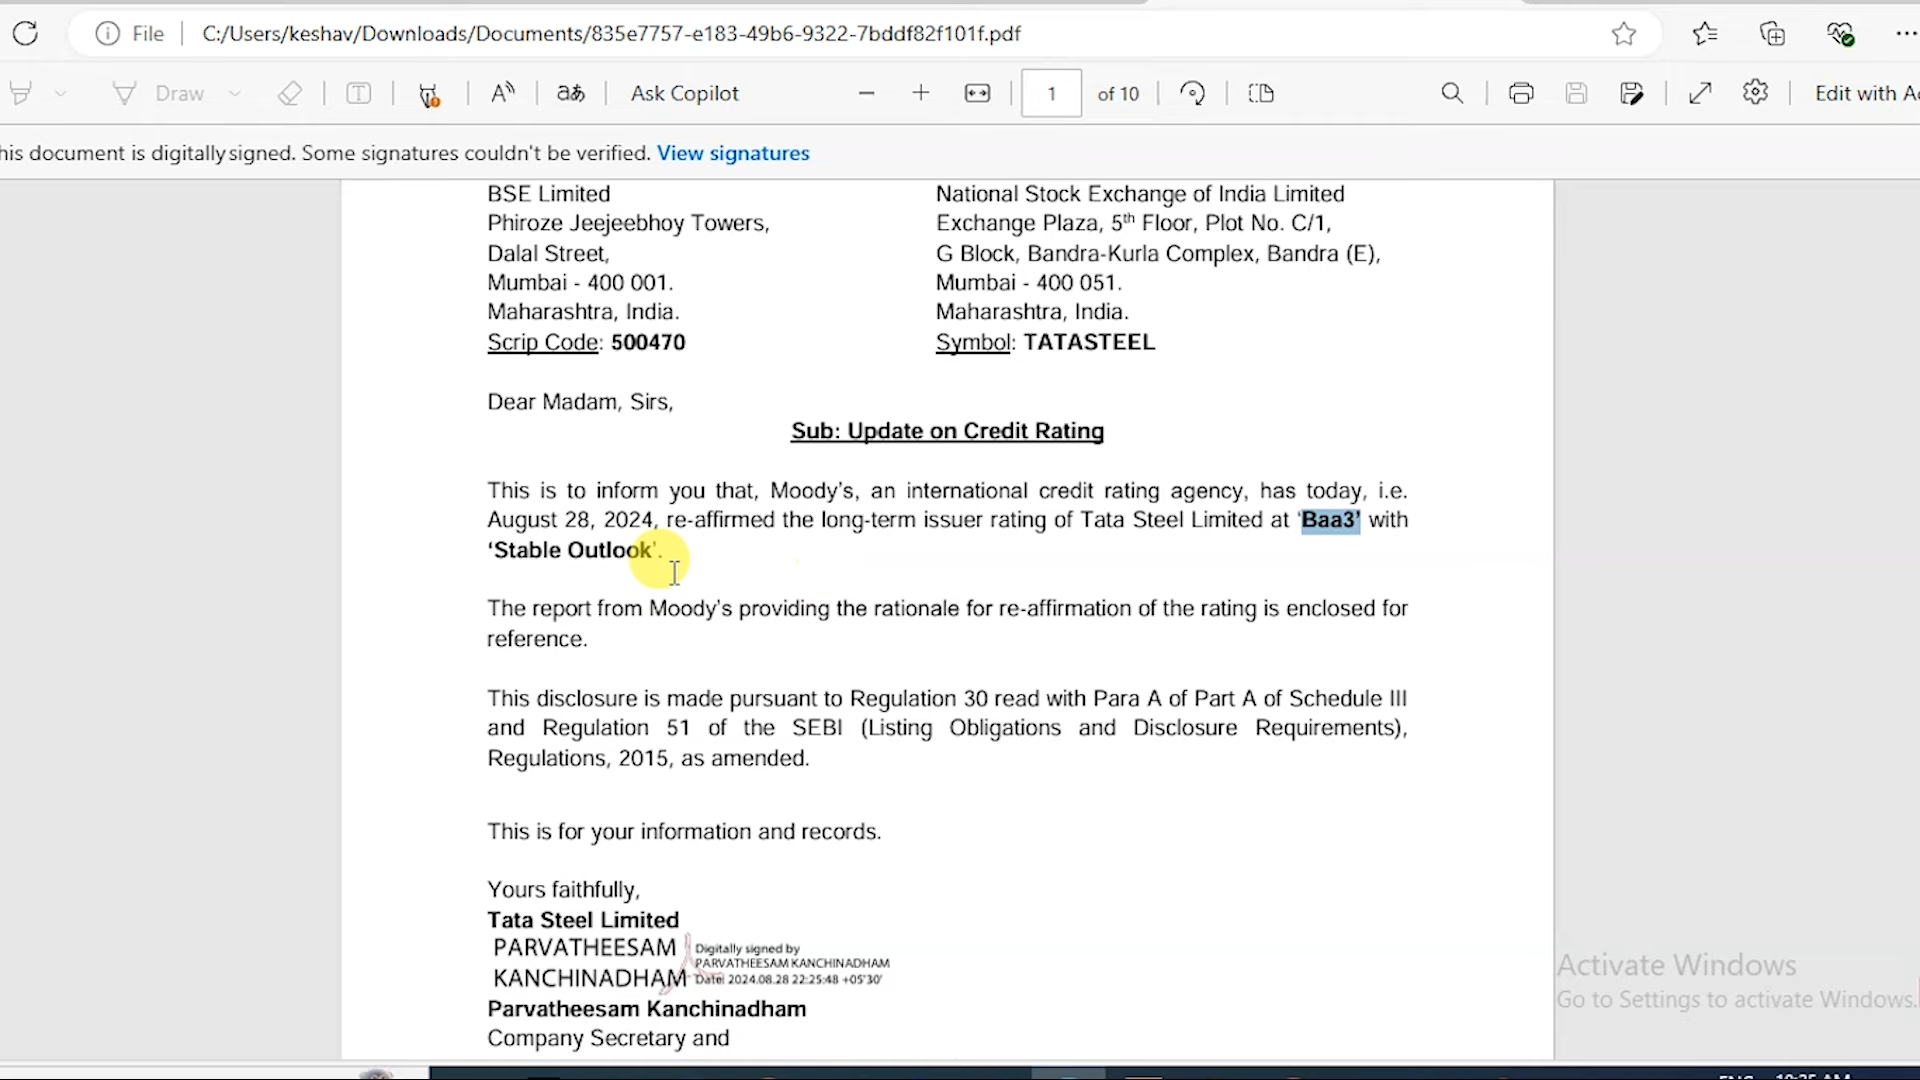 File C:/Users/keshav/Downloads/Documents/835e7757-e183-49b6-9322-7bddf82f101f.pdf
Draw aあ Ask Copilot 1 of 10 Edit with
his document is digitally signed. Some signatures couldn't be verified. View signatures
BSE Limited
Phiroze Jeejeebhoy Towers,
Dalal Street,
Mumbai - 400 001.
Maharashtra, India.
Scrip Code: 500470
National Stock Exchange of India Limited
Exchange Plaza, 5th Floor, Plot No. C/1,
G Block, Bandra-Kurla Complex, Bandra (E),
Mumbai - 400 051.
Maharashtra, India.
Symbol: TATASTEEL
Dear Madam, Sirs,
Sub: Update on Credit Rating
This is to inform you that, Moody's, an international credit rating agency, has today, i.e.
August 28, 2024, re-affirmed the long-term issuer rating of Tata Steel Limited at 'Baa3' with
'Stable Outlook'.
The report from Moody's providing the rationale for re-affirmation of the rating is enclosed for
reference.
This disclosure is made pursuant to Regulation 30 read with Para A of Part A of Schedule III
and Regulation 51 of the SEBI (Listing Obligations and Disclosure Requirements),
Regulations, 2015, as amended.
This is for your information and records.
Yours faithfully,
Tata Steel Limited
PARVATHEESAM
KANCHINADHAM
Digitally signed by
PARVATHEESAM KANCHINADHAM
Date: 2024.08.28 22:25:48 +05'30'
Parvatheesam Kanchinadham
Company Secretary and
Activate Windows
Go to Settings to activate Windows.